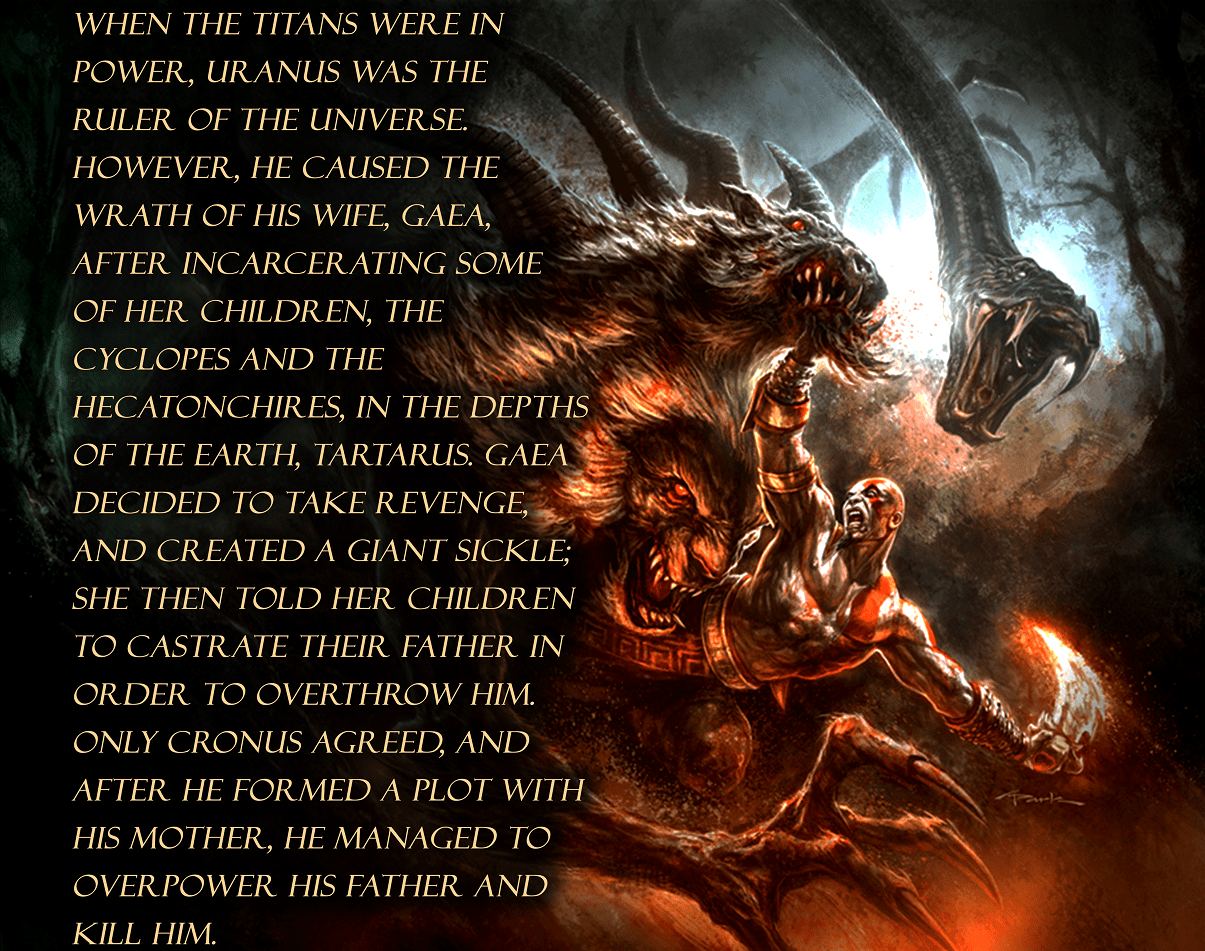 WHEN THE TITANS WERE IN
POWER, URANUS WAS THE
RULER OF THE UNIVERSE.
HOWEVER, HE CAUSED THE
WRATH OF HIS WIFE, GAEA,
AFTER INCARCERATING SOME
OF HER CHILDREN, THE
CYCLOPES AND THE
HECATONCHIRES, IN THE DEPTHS
OF THE EARTH, TARTARUS. GAEA
DECIDED TO TAKE REVENGE,
AND CREATED A GIANT SICKLE;
SHE THEN TOLD HER CHILDREN
TO CASTRATE THEIR FATHER IN
ORDER TO OVERTHROW HIM.
ONLY CRONUS AGREED, AND
AFTER HE FORMED A PLOT WITH
HIS MOTHER, HE MANAGED TO
OVERPOWER HIS FATHER AND
KILL HIM.